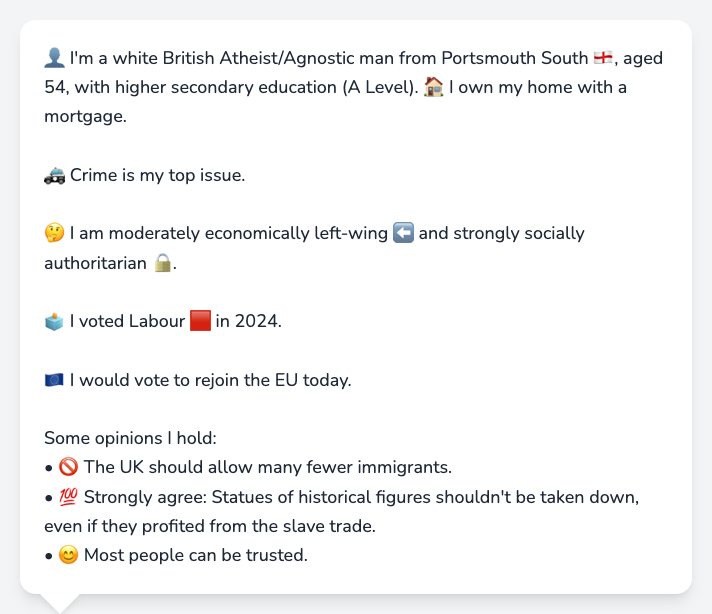 👤 I'm a white British Atheist/Agnostic man from Portsmouth South 🏴󠁧󠁢󠁥󠁮󠁧󠁿, aged
54, with higher secondary education (A Level). 🏠 I own my home with a
mortgage.
🚓 Crime is my top issue.
🤔 I am moderately economically left-wing ⬅️ and strongly socially
authoritarian 🔒.
🗳️ I voted Labour 🟥 in 2024.
🇪🇺 I would vote to rejoin the EU today.
Some opinions I hold:
• 🚫 The UK should allow many fewer immigrants.
• 💯 Strongly agree: Statues of historical figures shouldn't be taken down,
even if they profited from the slave trade.
• 😊 Most people can be trusted.